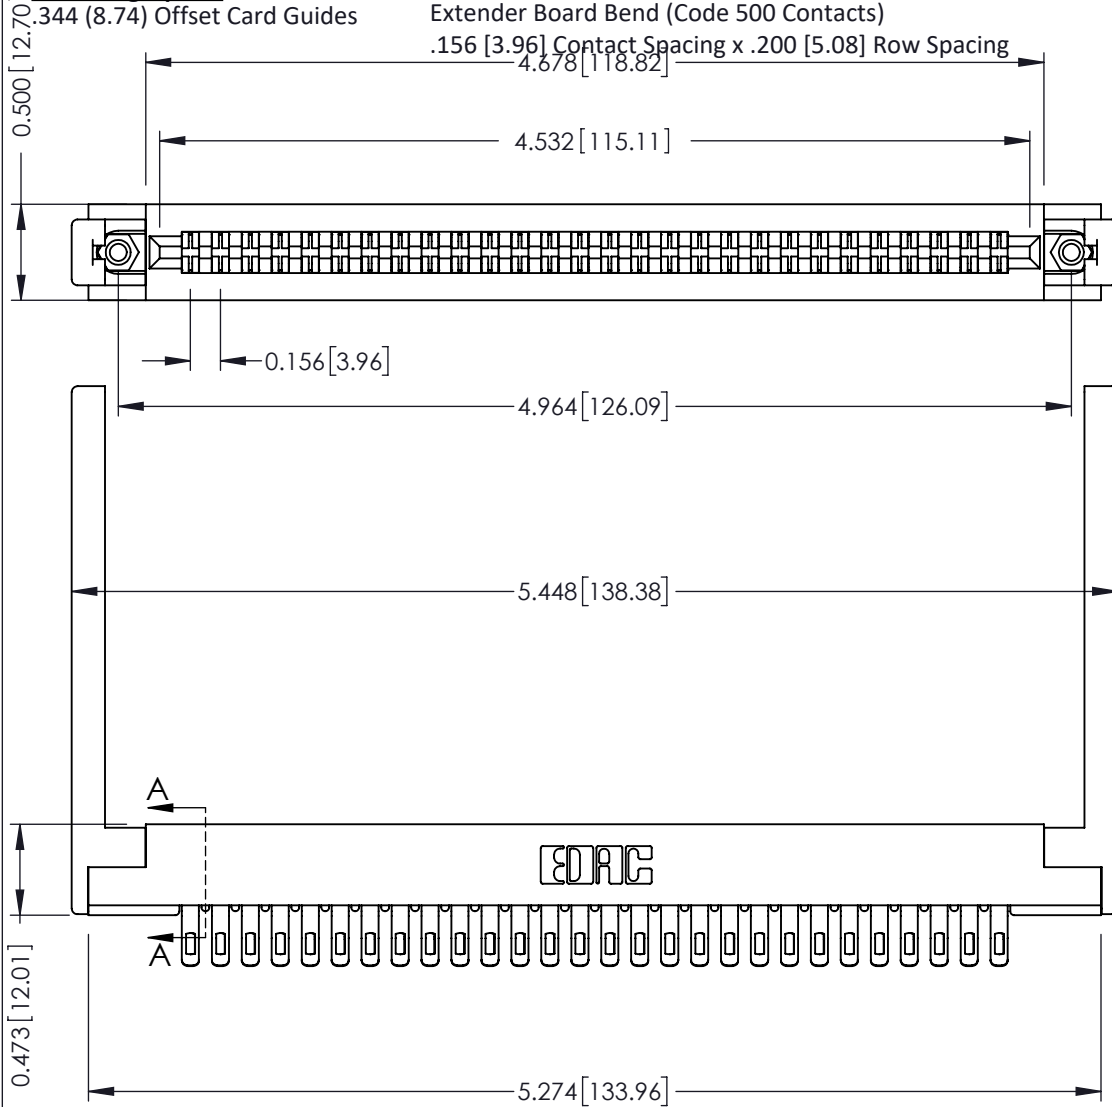 .344 (8.74) Offset Card Guides
Extender Board Bend (Code 500 Contacts)
.156 [3.96] Contact Spacing x .200 [5.08] Row Spacing
0.500 [12.70]
4.678 [118.82]
4.532 [115.11]
0.156 [3.96]
4.964 [126.09]
5.448 [138.38]
A
EDAC
A
0.473 [12.01]
5.274 [133.96]